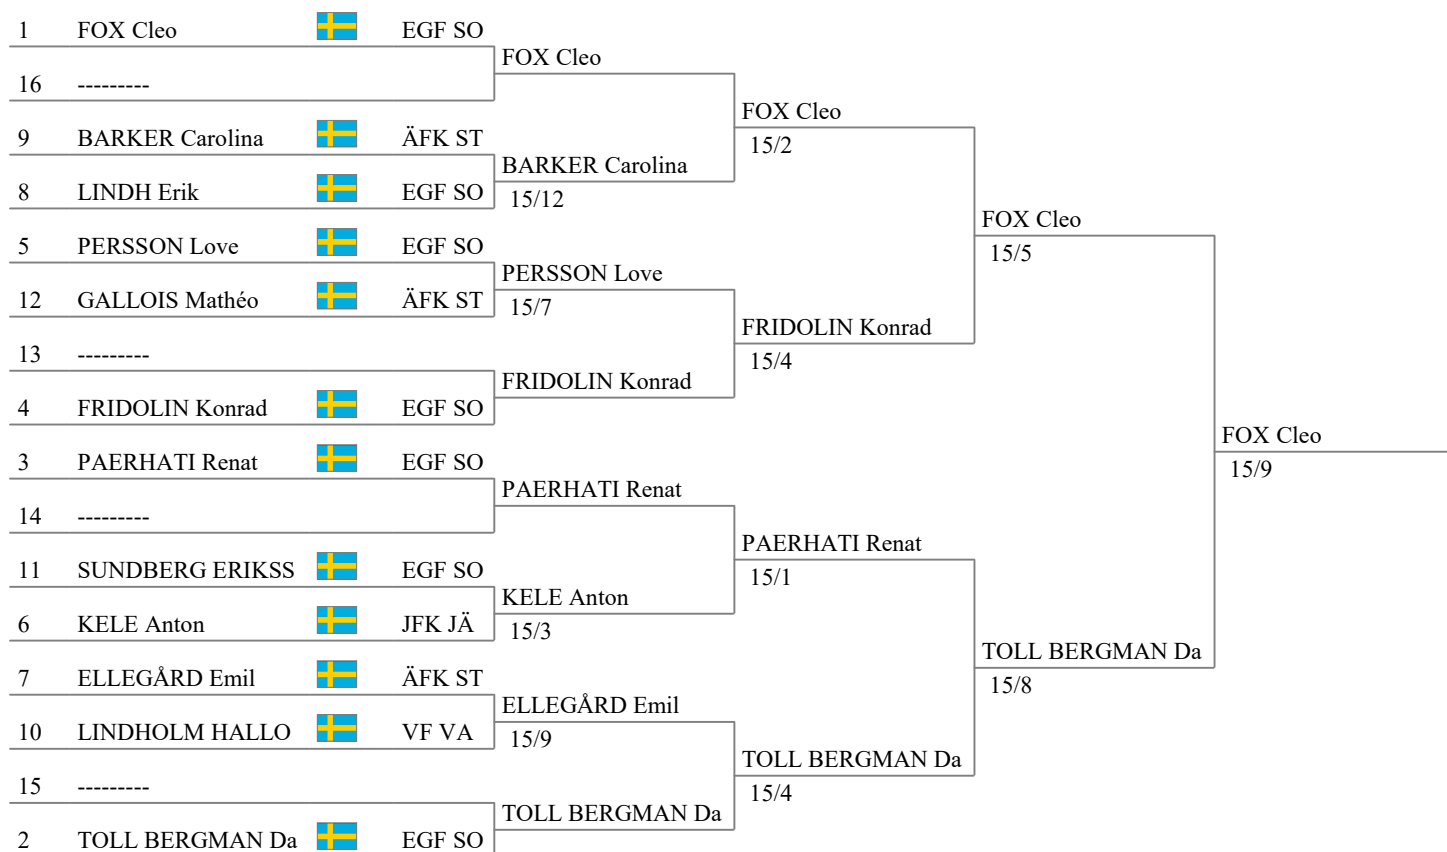 1 FOX Cleo EGF SO
FOX Cleo
16 ---------
FOX Cleo
9 BARKER Carolina ÄFK ST
15/2
BARKER Carolina
8 LINDH Erik EGF SO
15/12
FOX Cleo
5 PERSSON Love EGF SO
15/5
PERSSON Love
12 GALLOIS Mathéo ÄFK ST
15/7
FRIDOLIN Konrad
13 ---------
15/4
FRIDOLIN Konrad
4 FRIDOLIN Konrad EGF SO
FOX Cleo
3 PAERHATI Renat EGF SO
15/9
PAERHATI Renat
14 ---------
PAERHATI Renat
11 SUNDBERG ERIKSS EGF SO
15/1
KELE Anton
6 KELE Anton JFK JÄ
15/3
TOLL BERGMAN Da
7 ELLEGÅRD Emil ÄFK ST
15/8
ELLEGÅRD Emil
10 LINDHOLM HALLO VF VA
15/9
TOLL BERGMAN Da
15 ---------
15/4
TOLL BERGMAN Da
2 TOLL BERGMAN Da EGF SO